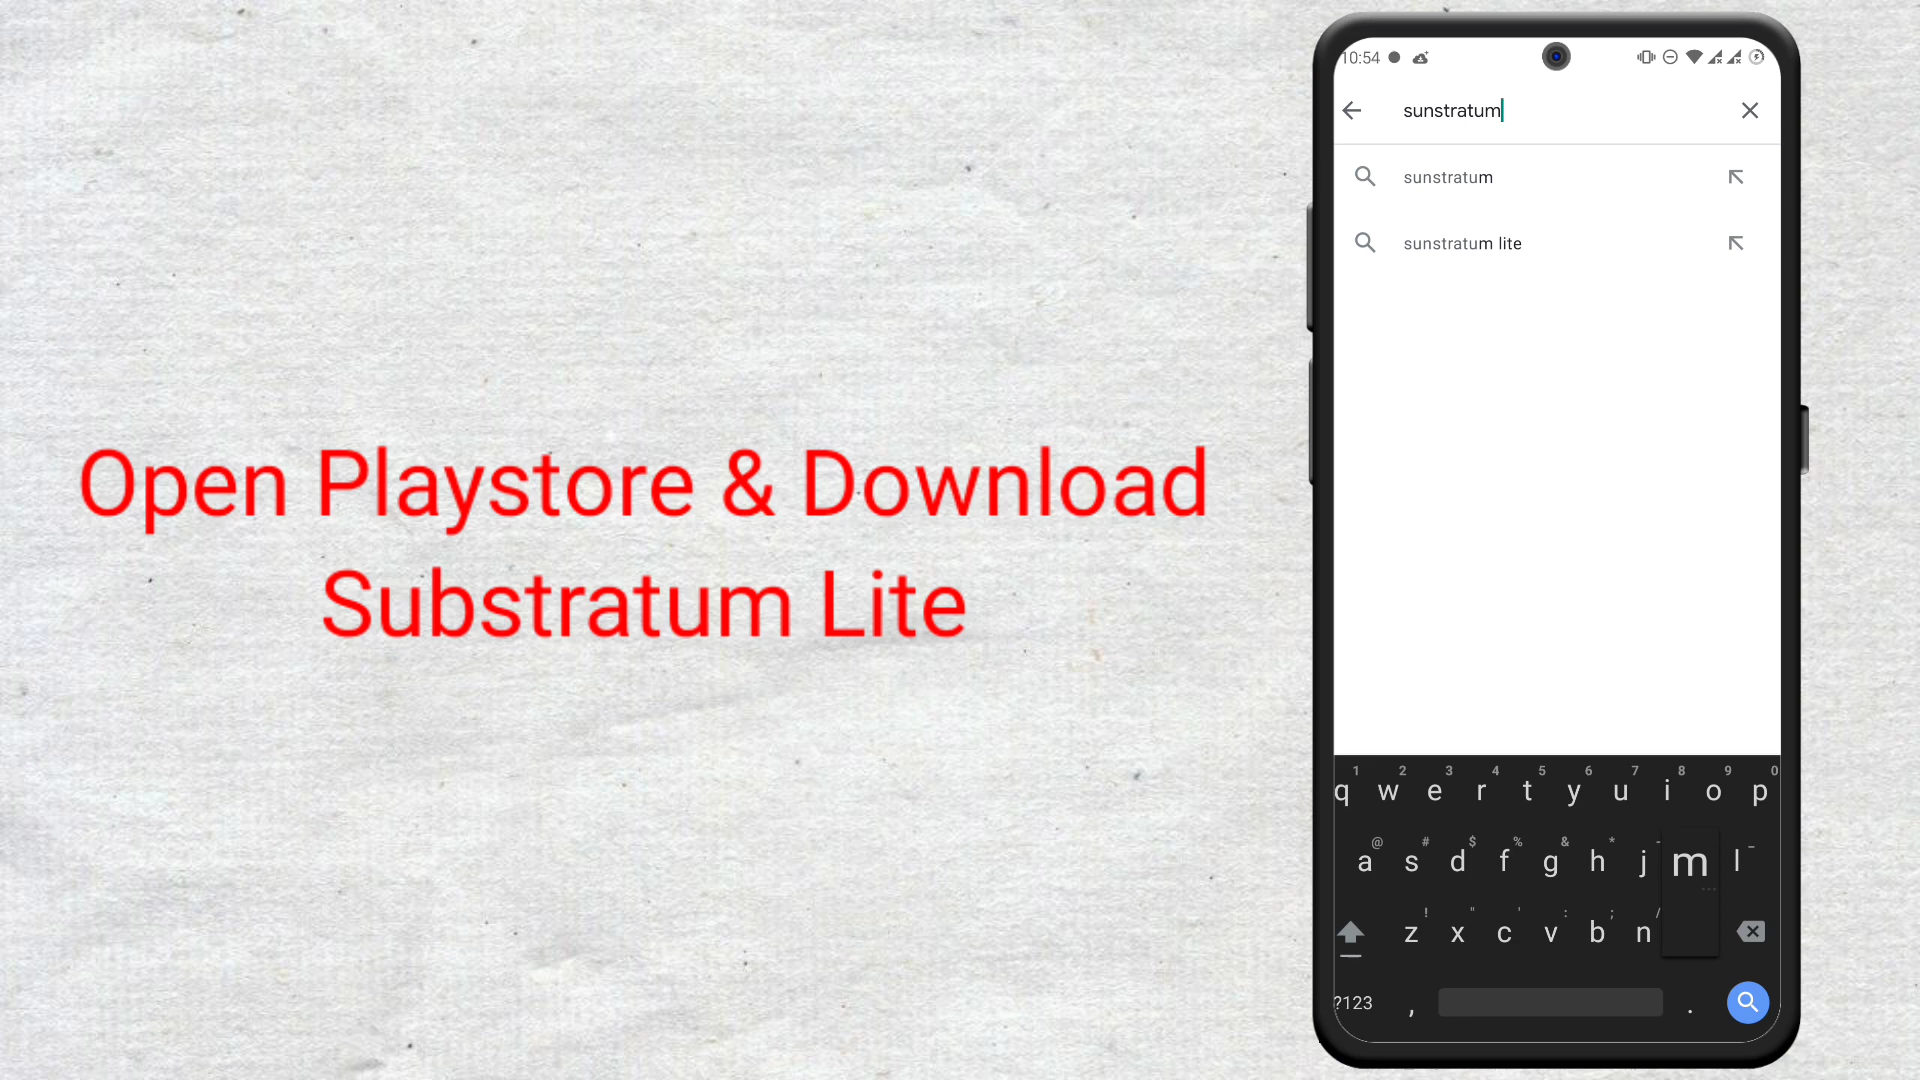 Open Playstore & Download
Substratum Lite
10:54
sunstratum
sunstratum
sunstratum lite
1 2 3 4 5 6 7 8 9 0
q w e r t y u i o p
@ # $ % & * - _
a s d f g h j m l
! " ' : ; /
z x c v b n
?123 , .